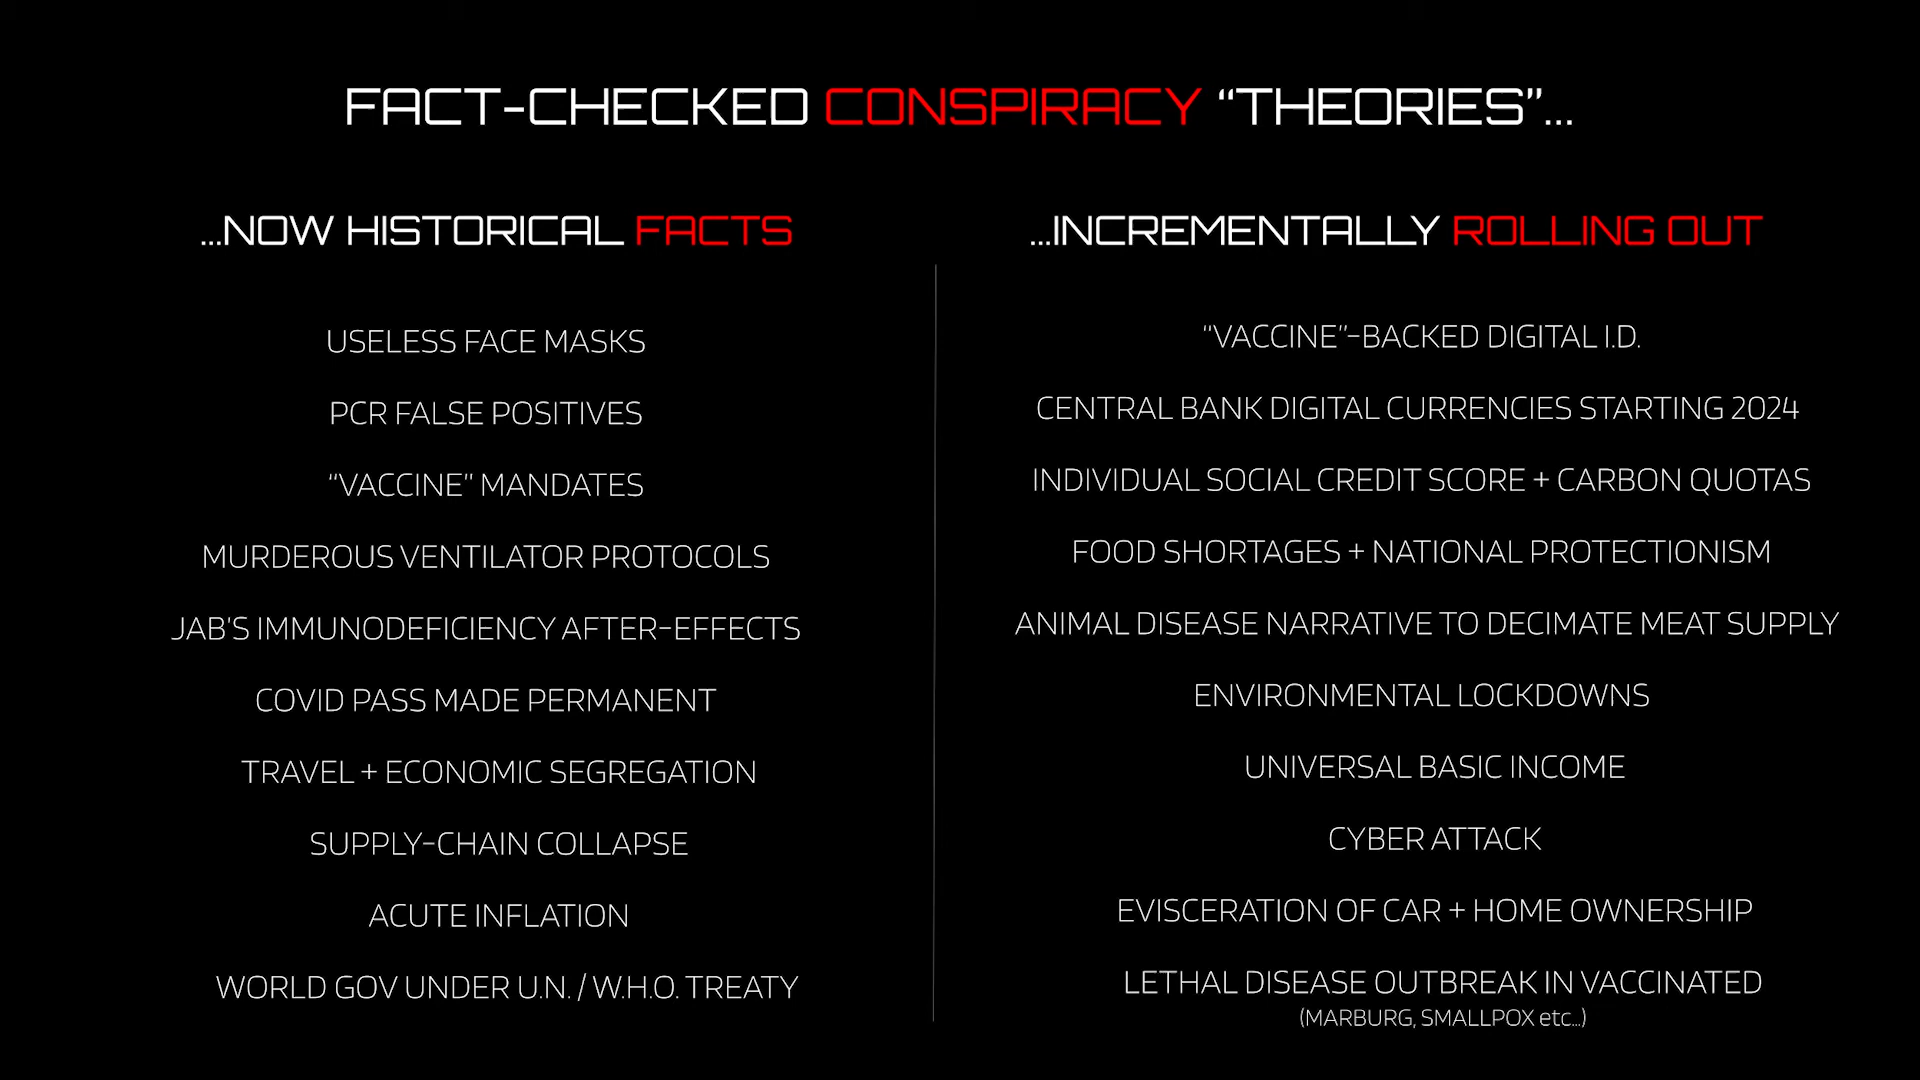 FACT-CHECKED CONSPIRACY “THEORIES”...
...NOW HISTORICAL FACTS
USELESS FACE MASKS
PCR FALSE POSITIVES
“VACCINE” MANDATES
MURDEROUS VENTILATOR PROTOCOLS
JAB'S IMMUNODEFICIENCY AFTER-EFFECTS
COVID PASS MADE PERMANENT
TRAVEL + ECONOMIC SEGREGATION
SUPPLY-CHAIN COLLAPSE
ACUTE INFLATION
WORLD GOV UNDER U.N. / W.H.O. TREATY
...INCREMENTALLY ROLLING OUT
“VACCINE”-BACKED DIGITAL I.D.
CENTRAL BANK DIGITAL CURRENCIES STARTING 2024
INDIVIDUAL SOCIAL CREDIT SCORE + CARBON QUOTAS
FOOD SHORTAGES + NATIONAL PROTECTIONISM
ANIMAL DISEASE NARRATIVE TO DECIMATE MEAT SUPPLY
ENVIRONMENTAL LOCKDOWNS
UNIVERSAL BASIC INCOME
CYBER ATTACK
EVISCERATION OF CAR + HOME OWNERSHIP
LETHAL DISEASE OUTBREAK IN VACCINATED
(MARBURG, SMALLPOX etc...)